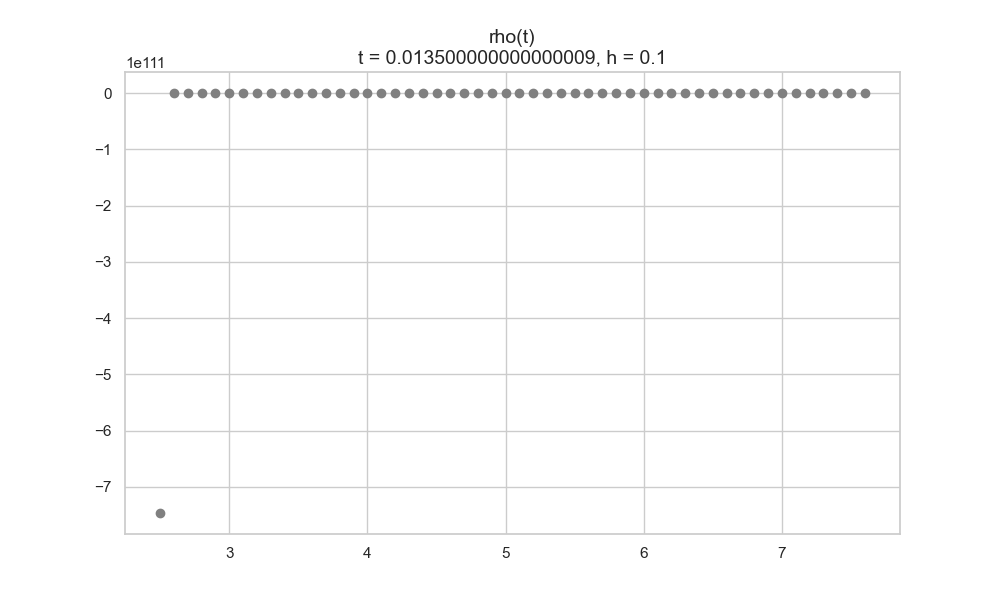 rho(t)
t = 0.013500000000000009, h = 0.1
1e111
0
−1
−2
−3
−4
−5
−6
−7
3 4 5 6 7